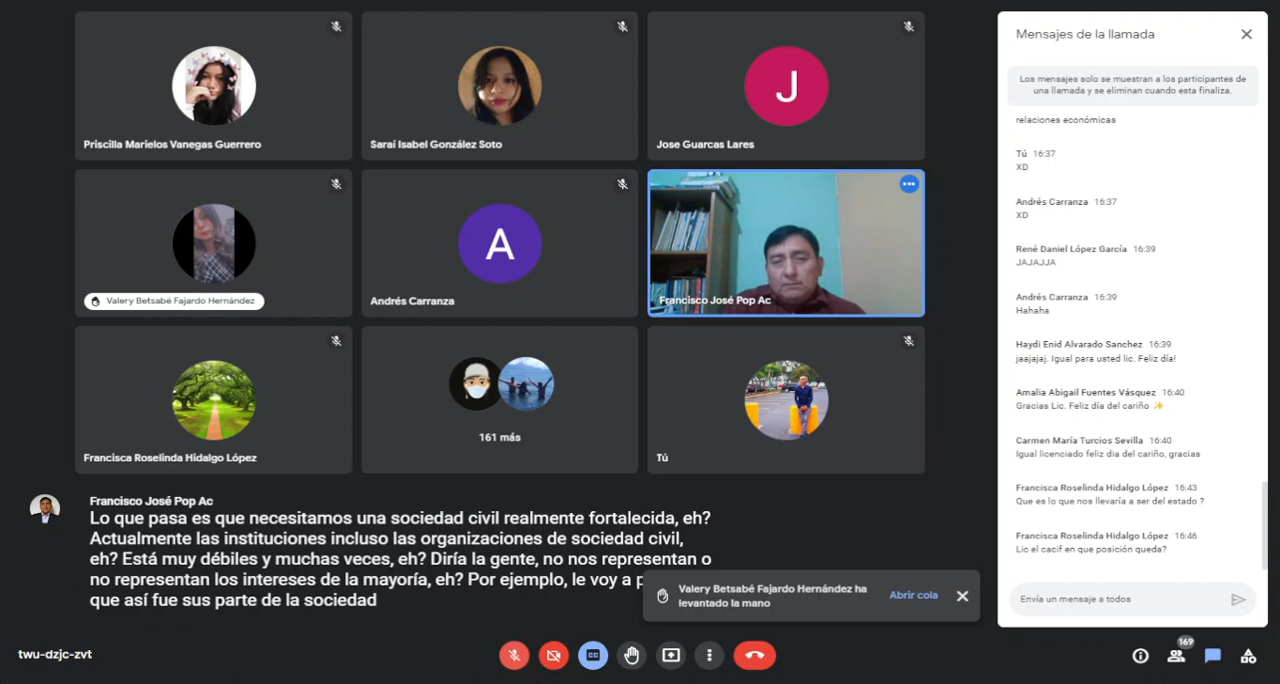 Priscilla Marielos Vanegas Guerrero
Saraí Isabel González Soto
J
Jose Guarcas Lares
Valery Betsabé Fajardo Hernández
A
Andrés Carranza
Francisco José Pop Ac
Francisca Roselinda Hidalgo López
161 más
Tú
Francisco José Pop Ac
Lo que pasa es que necesitamos una sociedad civil realmente fortalecida, eh?
Actualmente las instituciones incluso las organizaciones de sociedad civil,
eh? Está muy débiles y muchas veces, eh? Diría la gente, no nos representan o
no representan los intereses de la mayoría, eh? Por ejemplo, le voy a p
que así fue sus parte de la sociedad
Valery Betsabé Fajardo Hernández ha
levantado la mano
Abrir cola
twu-dzjc-zvt
Mensajes de la llamada
Los mensajes solo se muestran a los participantes de
una llamada y se eliminan cuando esta finaliza.
relaciones económicas
Tú 16:37
XD
Andrés Carranza 16:37
XD
René Daniel López García 16:39
JAJAJJA
Andrés Carranza 16:39
Hahaha
Haydi Enid Alvarado Sanchez 16:39
jaajajaj. Igual para usted lic. Feliz día!
Amalia Abigail Fuentes Vásquez 16:40
Gracias Lic. Feliz día del cariño ✨
Carmen María Turcios Sevilla 16:40
Igual licenciado feliz dia del cariño, gracias
Francisca Roselinda Hidalgo López 16:43
Que es lo que nos llevaría a ser del estado ?
Francisca Roselinda Hidalgo López 16:46
Lic el cacif en que posición queda?
Envía un mensaje a todos
169